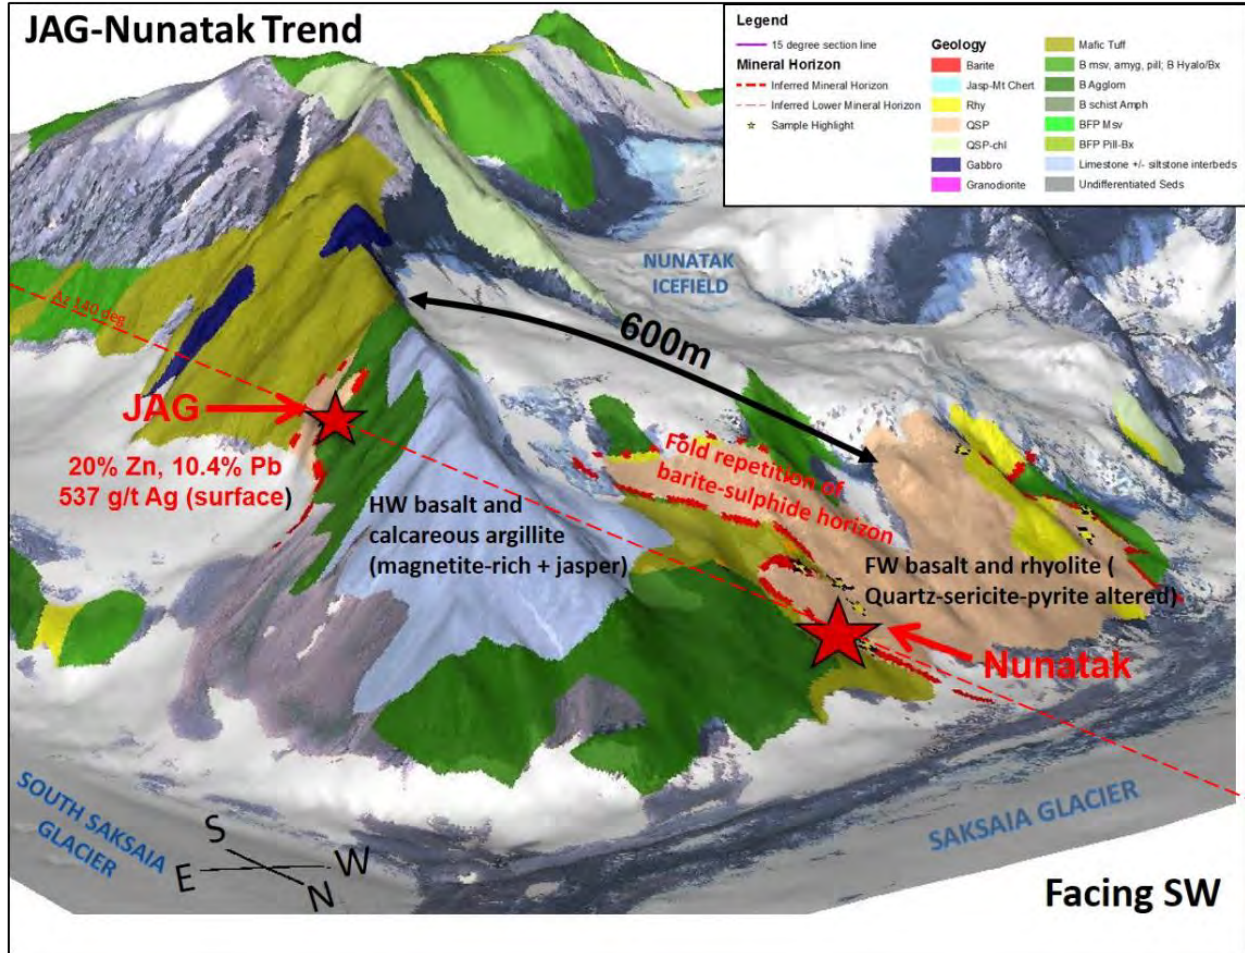 JAG-Nunatak Trend
Legend
15 degree section line
Mineral Horizon
Inferred Mineral Horizon
Inferred Lower Mineral Horizon
Sample Highlight
Geology
Barite
Jasp-Mt Chert
Rhy
QSP
QSP-chl
Gabbro
Granodiorite
Mafic Tuff
B msv, amyg, pill; B Hyalo/Bx
B Agglom
B schist Amph
BFP Msv
BFP Pill-Bx
Limestone +/- siltstone interbeds
Undifferentiated Seds
NUNATAK
ICEFIELD
600m
Az 140 deg
JAG
20% Zn, 10.4% Pb
537 g/t Ag (surface)
HW basalt and
calcareous argillite
(magnetite-rich + jasper)
Fold repetition of
barite-sulphide horizon
FW basalt and rhyolite (
Quartz-sericite-pyrite altered)
Nunatak
SOUTH SAKSAIA
GLACIER
S
E
W
N
SAKSAIA GLACIER
Facing SW